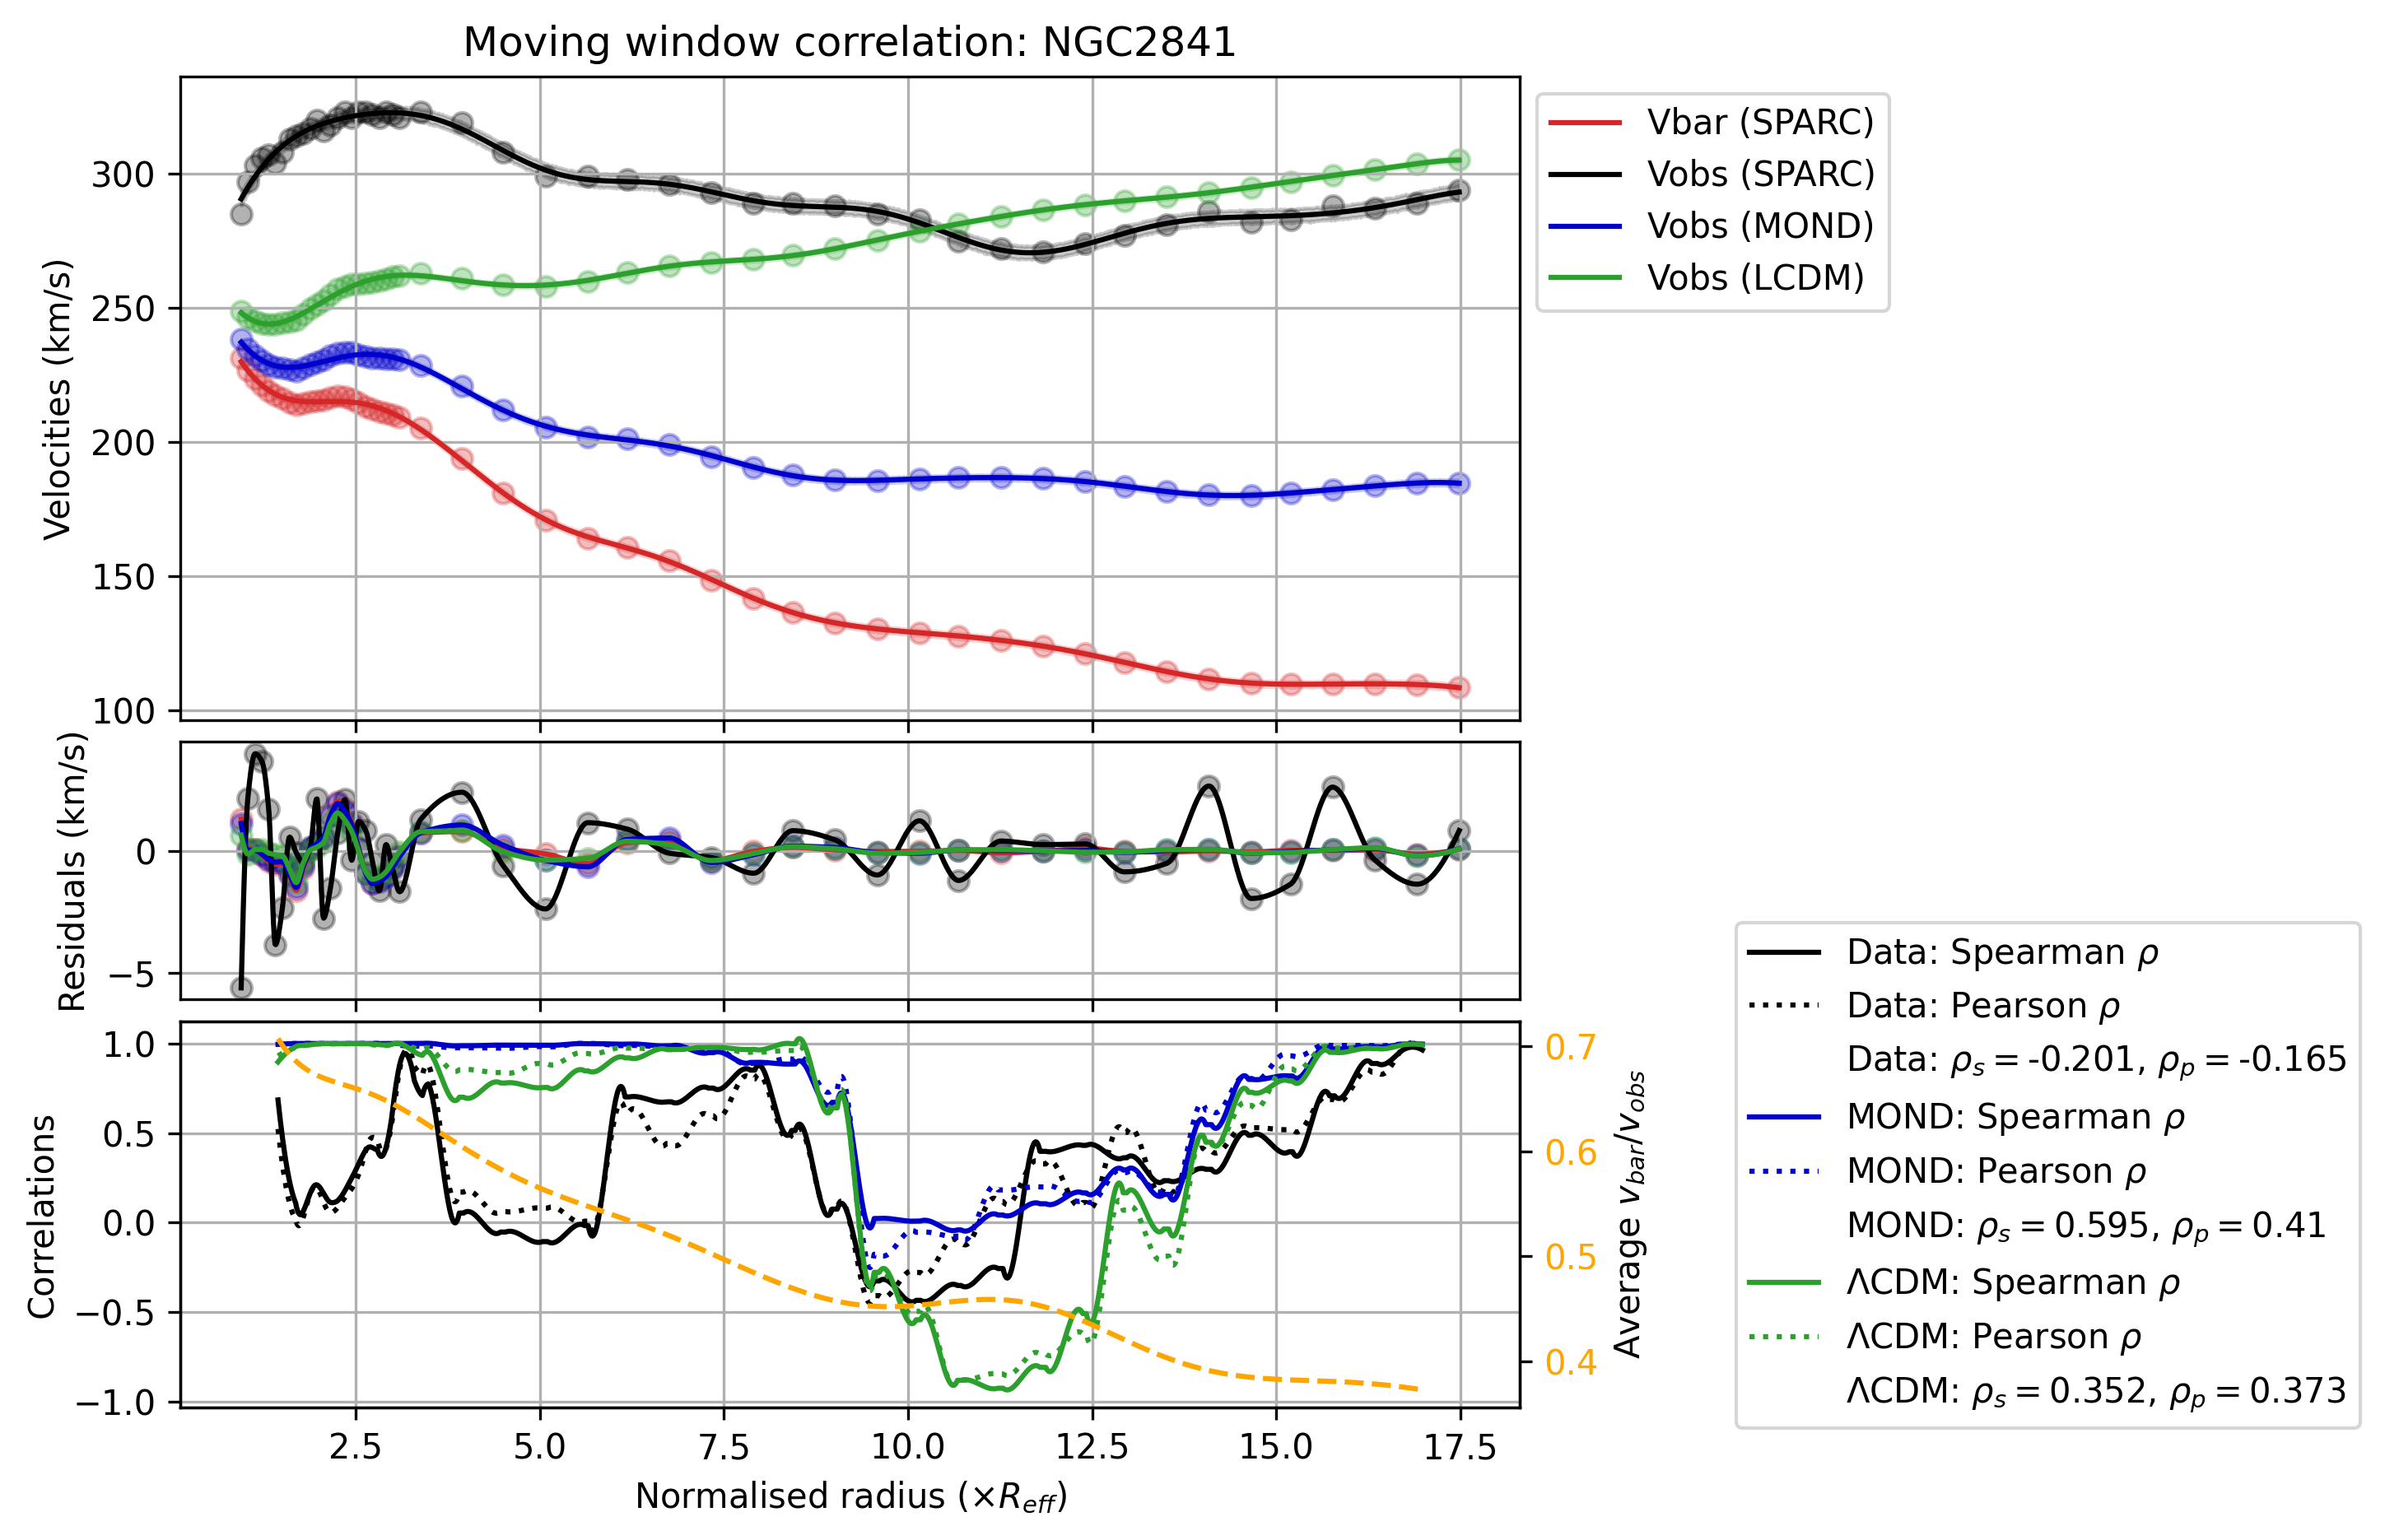 Moving window correlation: NGC2841
Velocities (km/s)
300
250
200
150
100
Vbar (SPARC)
Vobs (SPARC)
Vobs (MOND)
Vobs (LCDM)
Residuals (km/s)
0
−5
Correlations
1.0
0.5
0.0
−0.5
−1.0
0.7
0.6
0.5
0.4
Average v_bar/v_obs
2.5 5.0 7.5 10.0 12.5 15.0 17.5
Normalised radius (×R_eff)
Data: Spearman ρ
Data: Pearson ρ
Data: ρ_s = -0.201, ρ_p = -0.165
MOND: Spearman ρ
MOND: Pearson ρ
MOND: ρ_s = 0.595, ρ_p = 0.41
ΛCDM: Spearman ρ
ΛCDM: Pearson ρ
ΛCDM: ρ_s = 0.352, ρ_p = 0.373